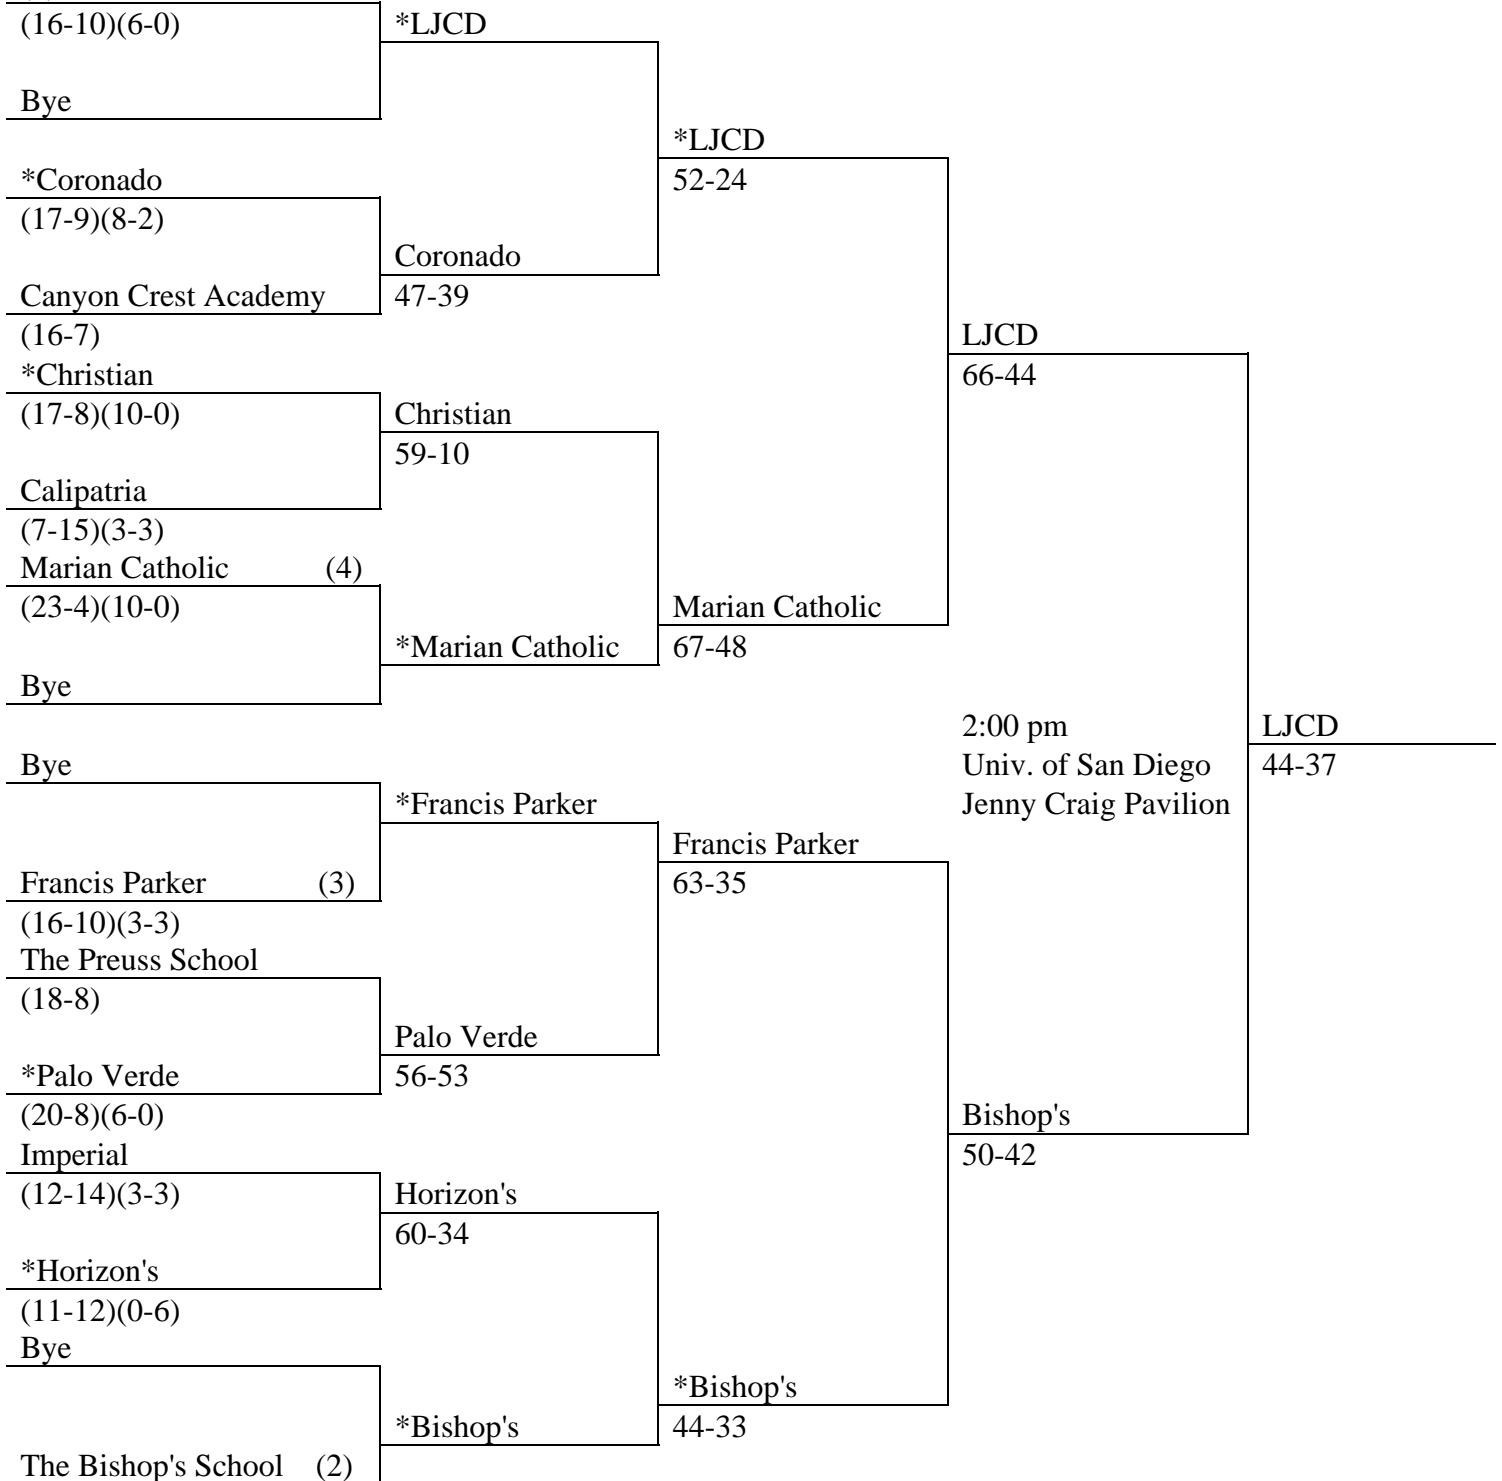 (16-10)(6-0)
*LJCD
Bye
*LJCD
*Coronado
52-24
(17-9)(8-2)
Coronado
Canyon Crest Academy
47-39
(16-7)
LJCD
*Christian
66-44
(17-8)(10-0)
Christian
59-10
Calipatria
(7-15)(3-3)
Marian Catholic (4)
(23-4)(10-0)
Marian Catholic
*Marian Catholic
67-48
Bye
2:00 pm
LJCD
Bye
Univ. of San Diego
44-37
*Francis Parker
Jenny Craig Pavilion
Francis Parker
Francis Parker (3)
63-35
(16-10)(3-3)
The Preuss School
(18-8)
Palo Verde
*Palo Verde
56-53
(20-8)(6-0)
Bishop's
Imperial
50-42
(12-14)(3-3)
Horizon's
60-34
*Horizon's
(11-12)(0-6)
Bye
*Bishop's
*Bishop's
44-33
The Bishop's School (2)